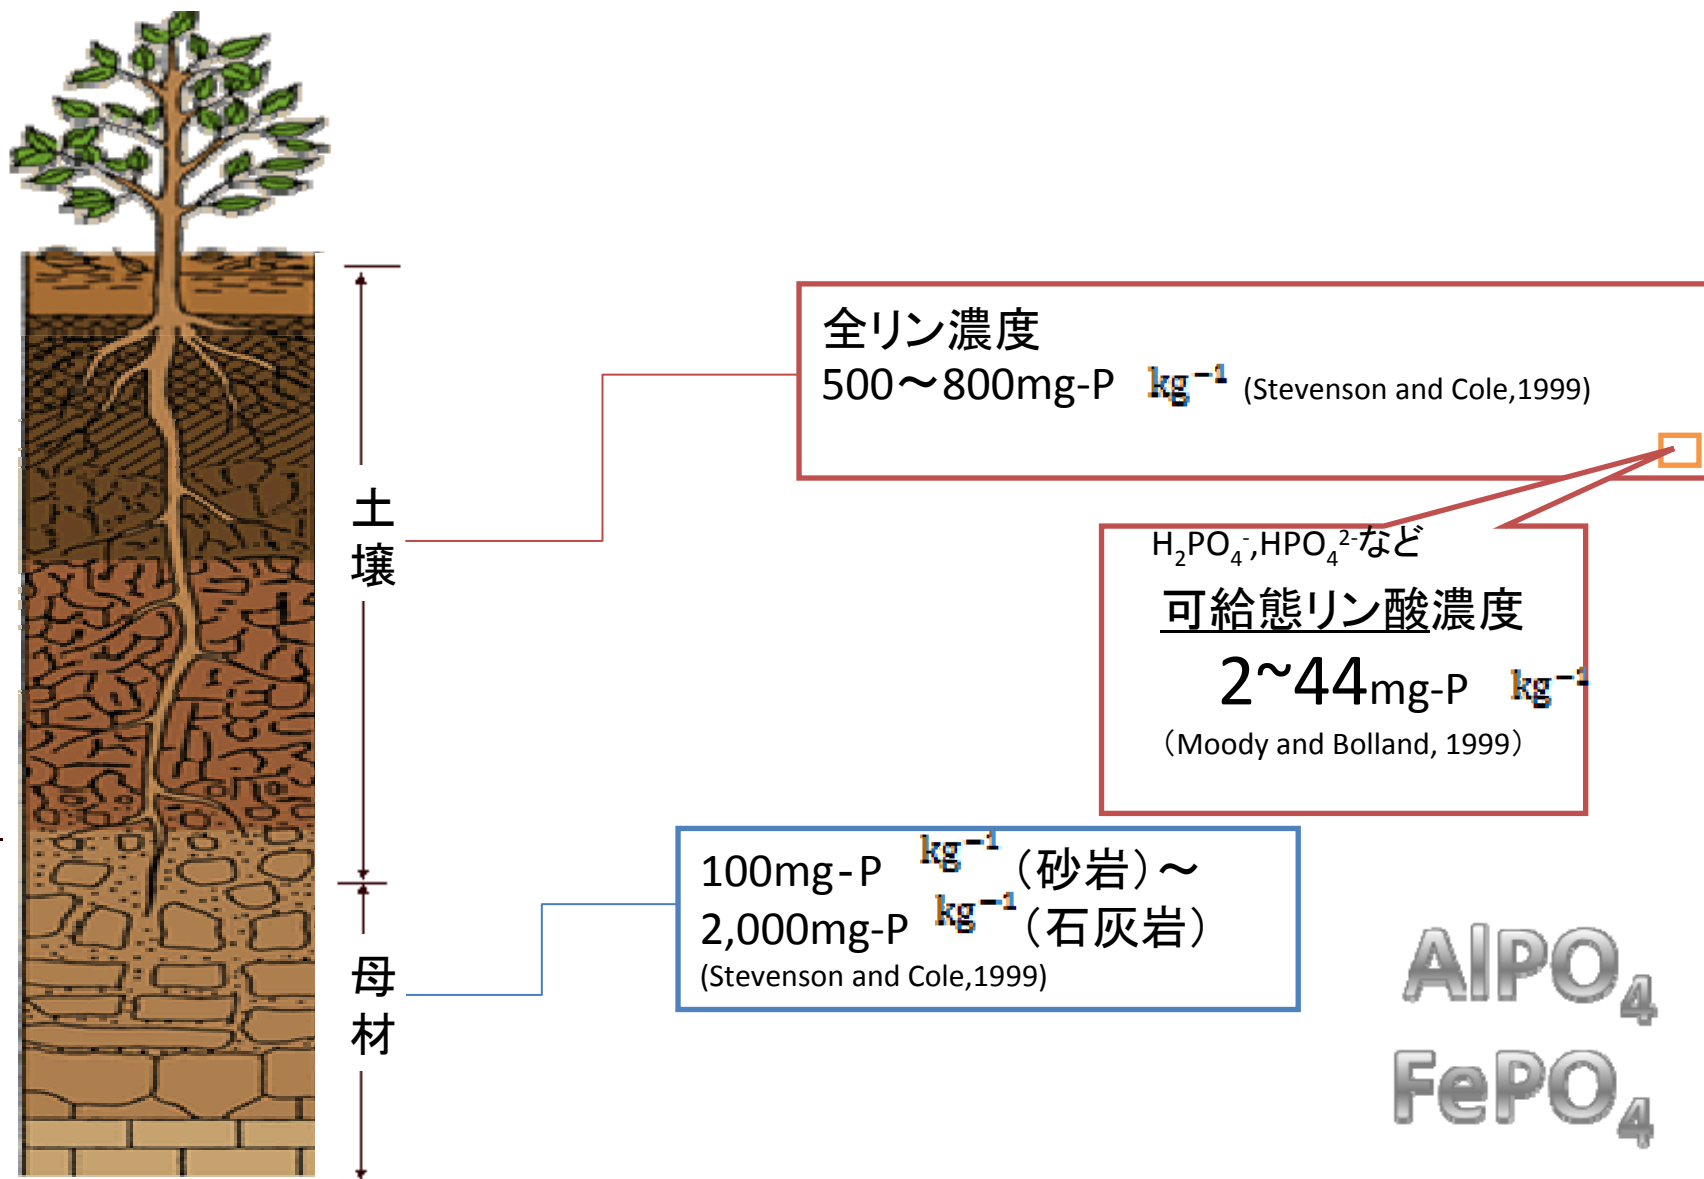 全リン濃度
500～800mg-P kg⁻¹ (Stevenson and Cole,1999)
土壌
H₂PO₄⁻,HPO₄²⁻など
可給態リン酸濃度
2~44mg-P kg⁻¹
（Moody and Bolland, 1999）
100mg-P kg⁻¹（砂岩）～
2,000mg-P kg⁻¹（石灰岩）
(Stevenson and Cole,1999)
母材
AlPO₄
FePO₄